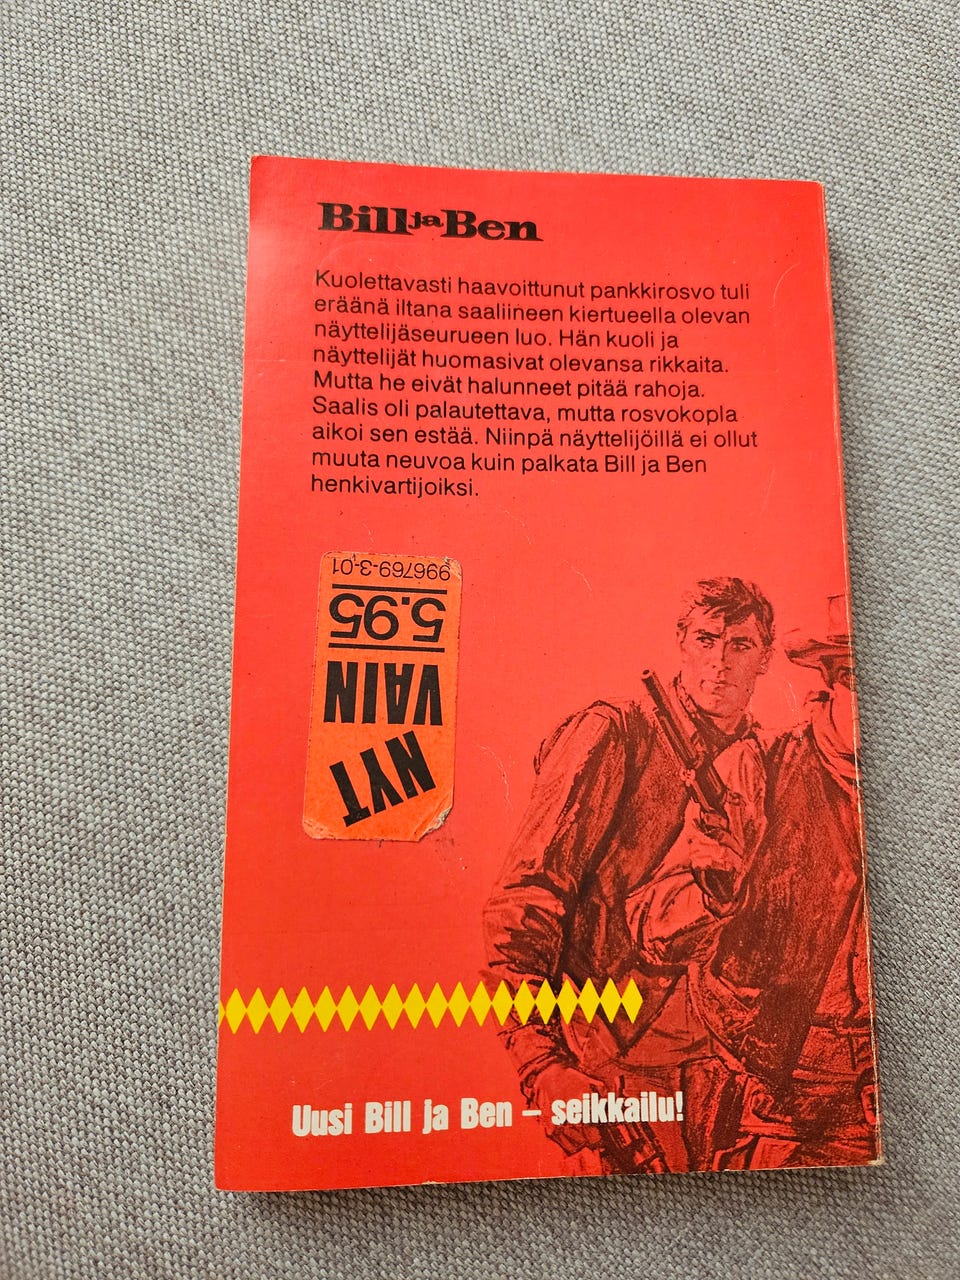 Bill ja Ben
Kuolettavasti haavoittunut pankkirosvo tuli
eräänä iltana saaliineen kiertueella olevan
näyttelijäseurueen luo. Hän kuoli ja
näyttelijät huomasivat olevansa rikkaita.
Mutta he eivät halunneet pitää rahoja.
Saalis oli palautettava, mutta rosvokopla
aikoi sen estää. Niinpä näyttelijöillä ei ollut
muuta neuvoa kuin palkata Bill ja Ben
henkivartijoiksi.
NYT
VAIN
5.95
996769-3-01
Uusi Bill ja Ben – seikkailu!